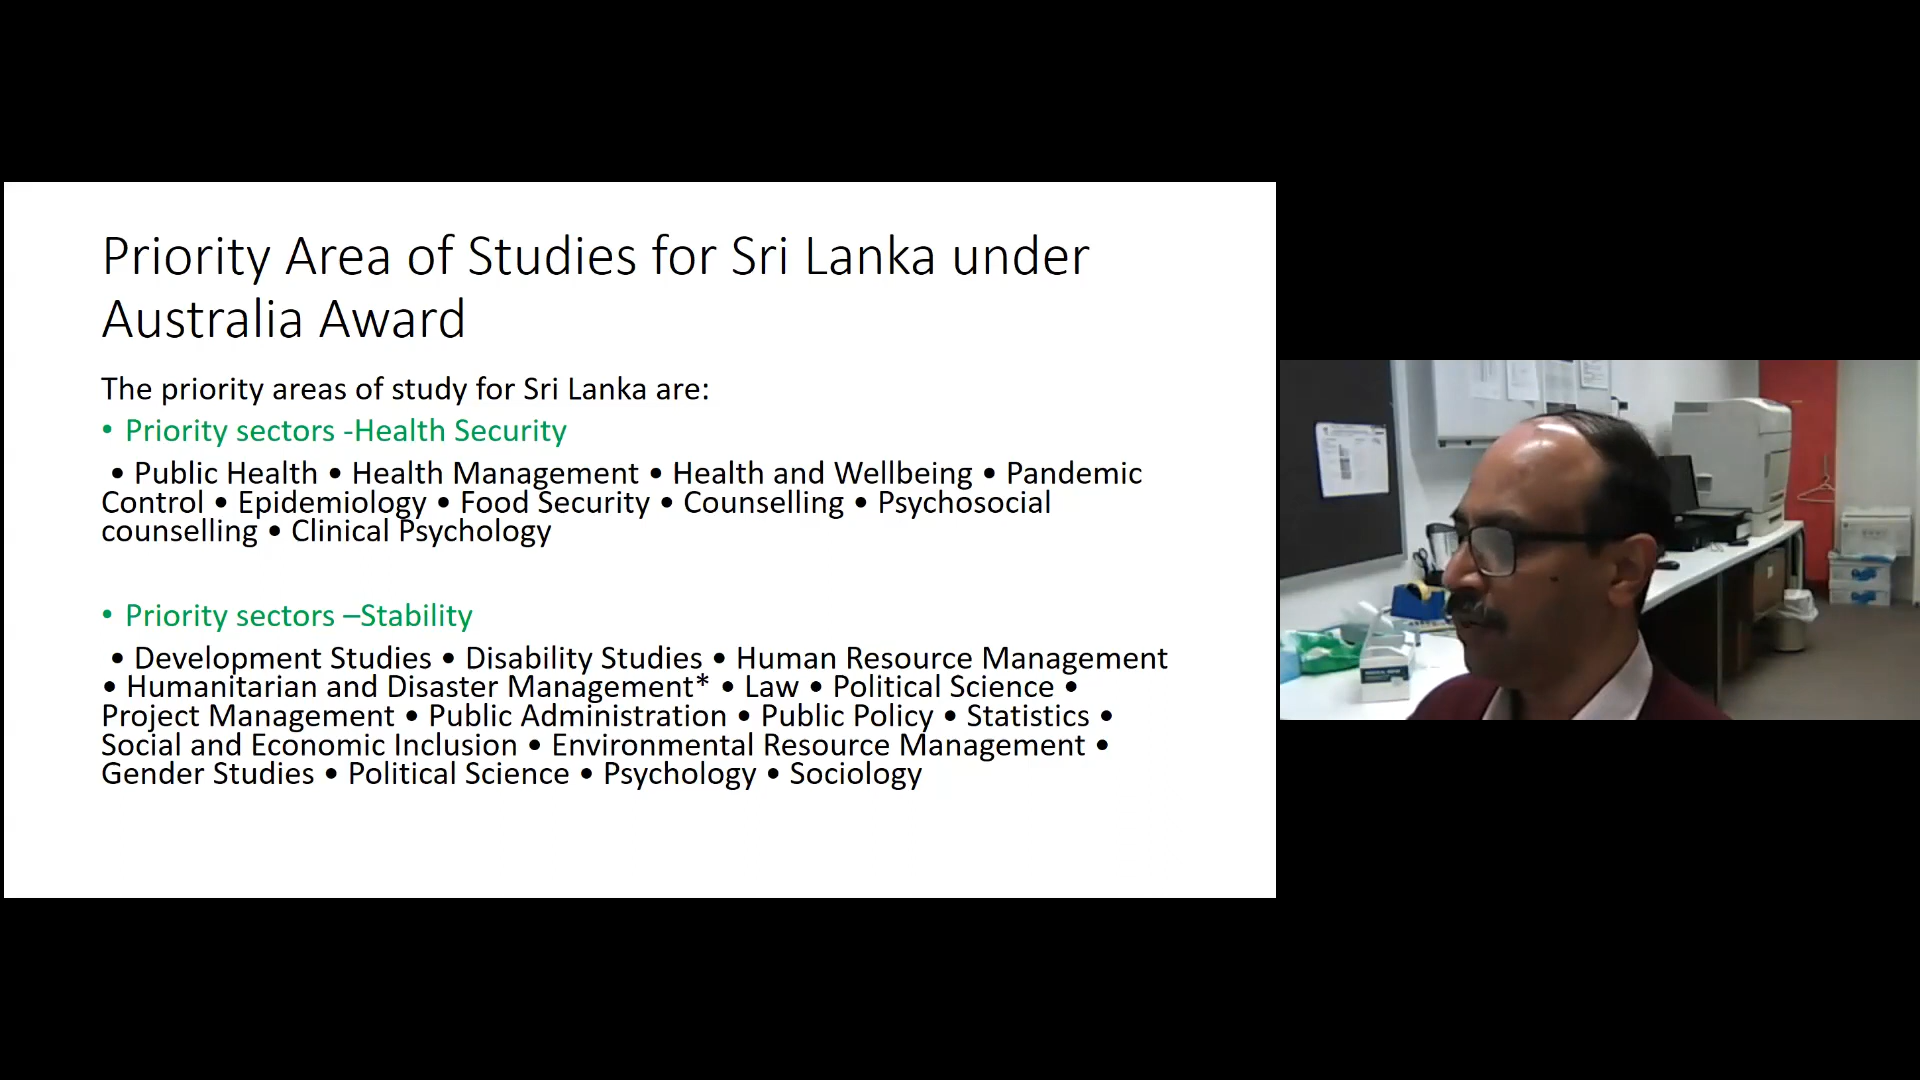 Priority Area of Studies for Sri Lanka under
Australia Award
The priority areas of study for Sri Lanka are:
• Priority sectors -Health Security
• Public Health • Health Management • Health and Wellbeing • Pandemic
Control • Epidemiology • Food Security • Counselling • Psychosocial
counselling • Clinical Psychology
• Priority sectors –Stability
• Development Studies • Disability Studies • Human Resource Management
• Humanitarian and Disaster Management* • Law • Political Science •
Project Management • Public Administration • Public Policy • Statistics •
Social and Economic Inclusion • Environmental Resource Management •
Gender Studies • Political Science • Psychology • Sociology